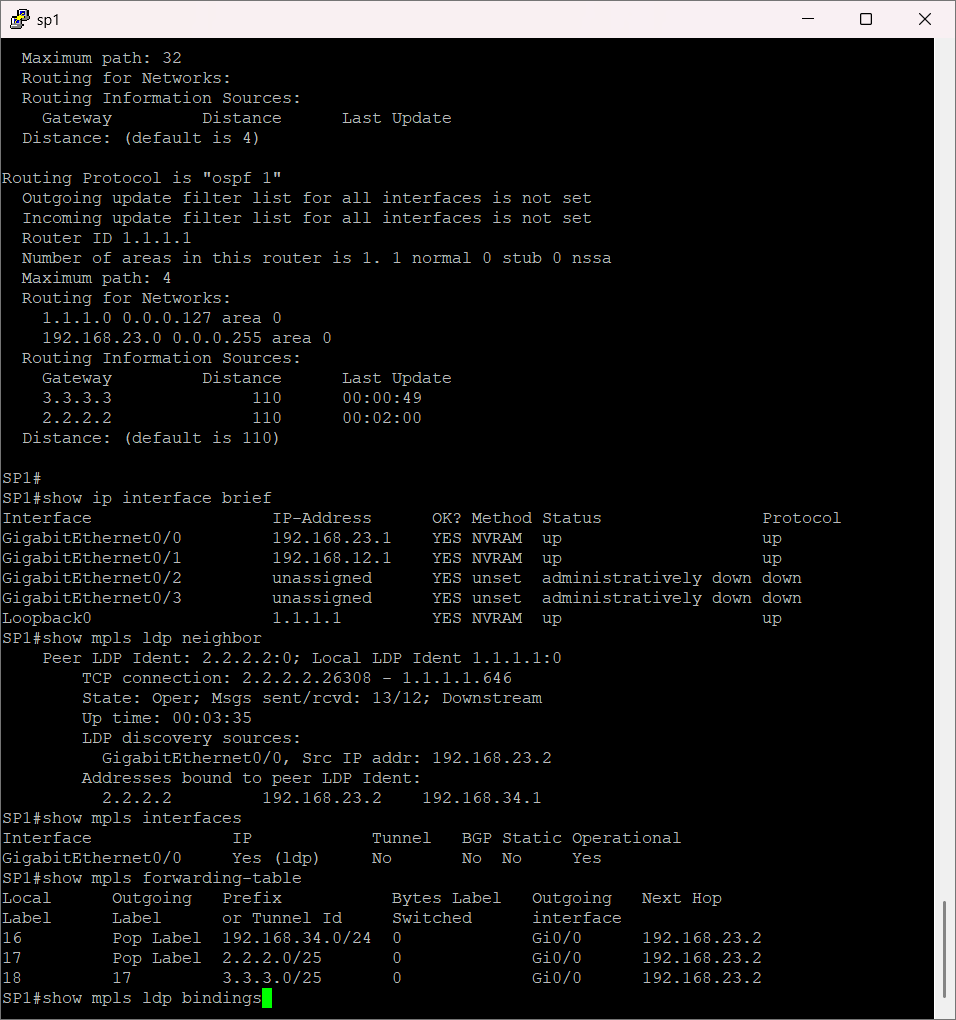 sp1
Maximum path: 32
Routing for Networks:
Routing Information Sources:
Gateway Distance Last Update
Distance: (default is 4)
Routing Protocol is "ospf 1"
Outgoing update filter list for all interfaces is not set
Incoming update filter list for all interfaces is not set
Router ID 1.1.1.1
Number of areas in this router is 1. 1 normal 0 stub 0 nssa
Maximum path: 4
Routing for Networks:
1.1.1.0 0.0.0.127 area 0
192.168.23.0 0.0.0.255 area 0
Routing Information Sources:
Gateway Distance Last Update
3.3.3.3 110 00:00:49
2.2.2.2 110 00:02:00
Distance: (default is 110)
SP1#
SP1#show ip interface brief
Interface IP-Address OK? Method Status Protocol
GigabitEthernet0/0 192.168.23.1 YES NVRAM up up
GigabitEthernet0/1 192.168.12.1 YES NVRAM up up
GigabitEthernet0/2 unassigned YES unset administratively down down
GigabitEthernet0/3 unassigned YES unset administratively down down
Loopback0 1.1.1.1 YES NVRAM up up
SP1#show mpls ldp neighbor
Peer LDP Ident: 2.2.2.2:0; Local LDP Ident 1.1.1.1:0
TCP connection: 2.2.2.2.26308 - 1.1.1.1.646
State: Oper; Msgs sent/rcvd: 13/12; Downstream
Up time: 00:03:35
LDP discovery sources:
GigabitEthernet0/0, Src IP addr: 192.168.23.2
Addresses bound to peer LDP Ident:
2.2.2.2 192.168.23.2 192.168.34.1
SP1#show mpls interfaces
Interface IP Tunnel BGP Static Operational
GigabitEthernet0/0 Yes (ldp) No No No Yes
SP1#show mpls forwarding-table
Local Outgoing Prefix Bytes Label Outgoing Next Hop
Label Label or Tunnel Id Switched interface
16 Pop Label 192.168.34.0/24 0 Gi0/0 192.168.23.2
17 Pop Label 2.2.2.0/25 0 Gi0/0 192.168.23.2
18 17 3.3.3.0/25 0 Gi0/0 192.168.23.2
SP1#show mpls ldp bindings